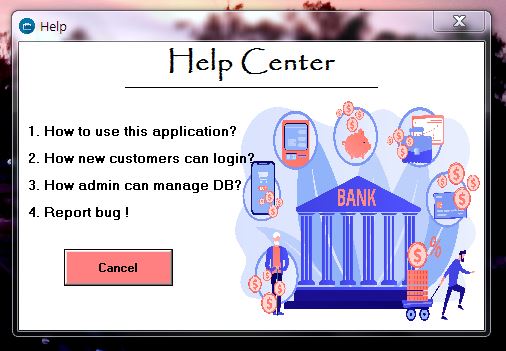 Help
Help Center
1. How to use this application?
2. How new customers can login?
3. How admin can manage DB?
4. Report bug !
Cancel
BANK
%